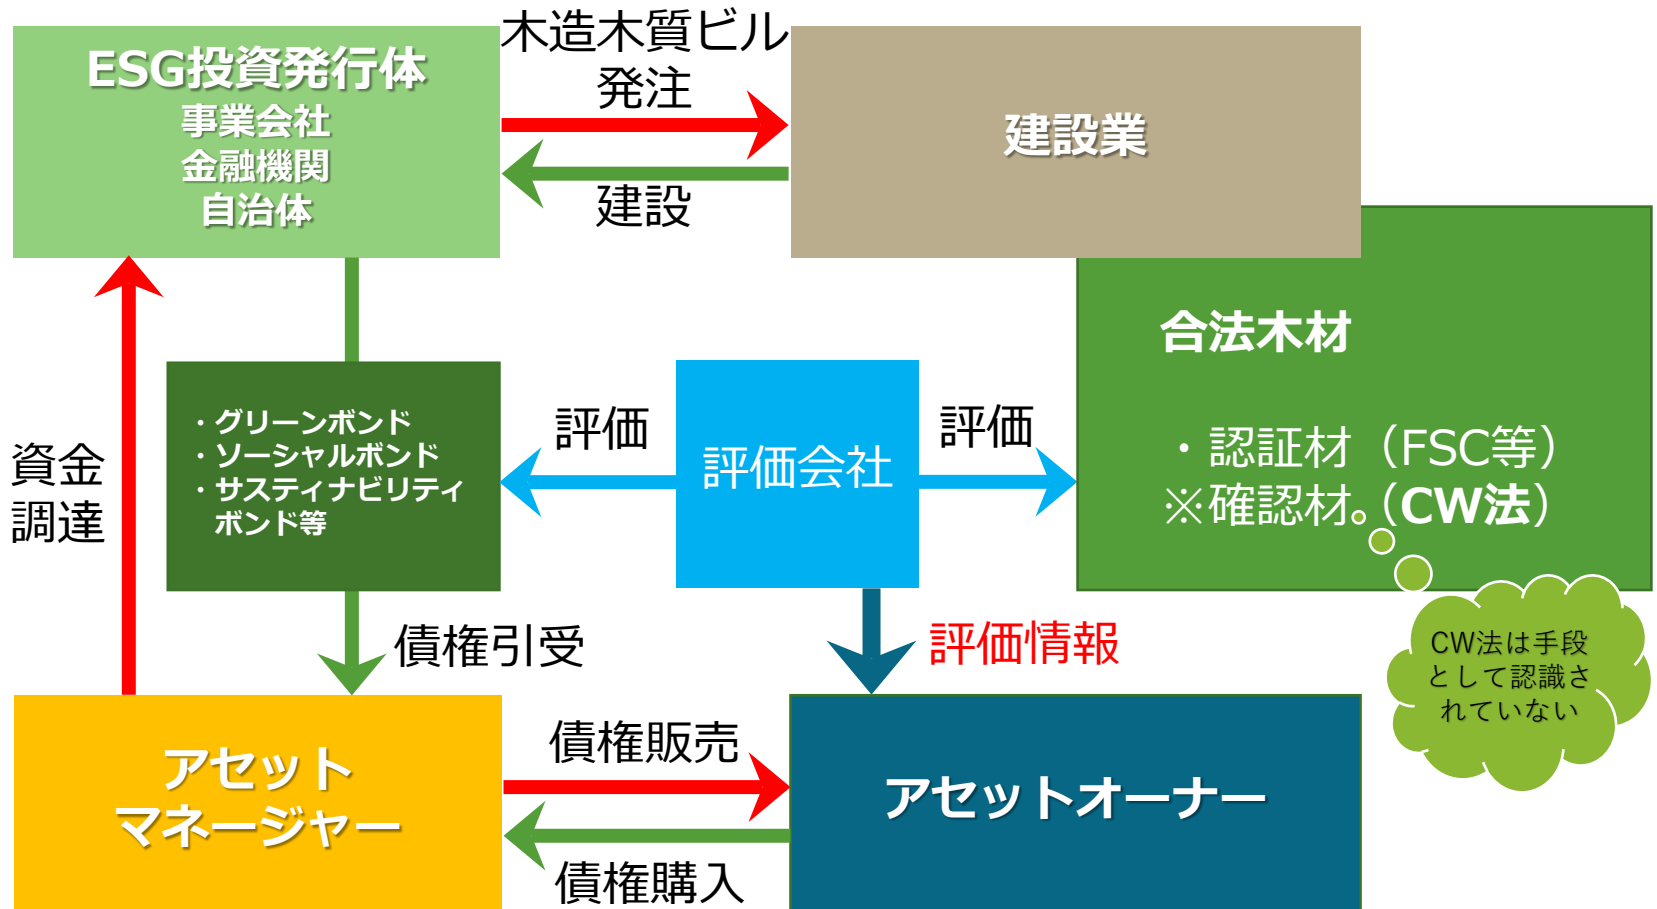 木造木質ビル
発注
ESG投資発行体
事業会社
金融機関
自治体
建設業
建設
合法木材
・認証材（FSC等）
※確認材（CW法）
・グリーンボンド
・ソーシャルボンド
・サスティナビリティ
ボンド等
評価
評価会社
評価
資金
調達
債権引受
評価情報
CW法は手段
として認識さ
れていない
アセット
マネージャー
債権販売
債権購入
アセットオーナー